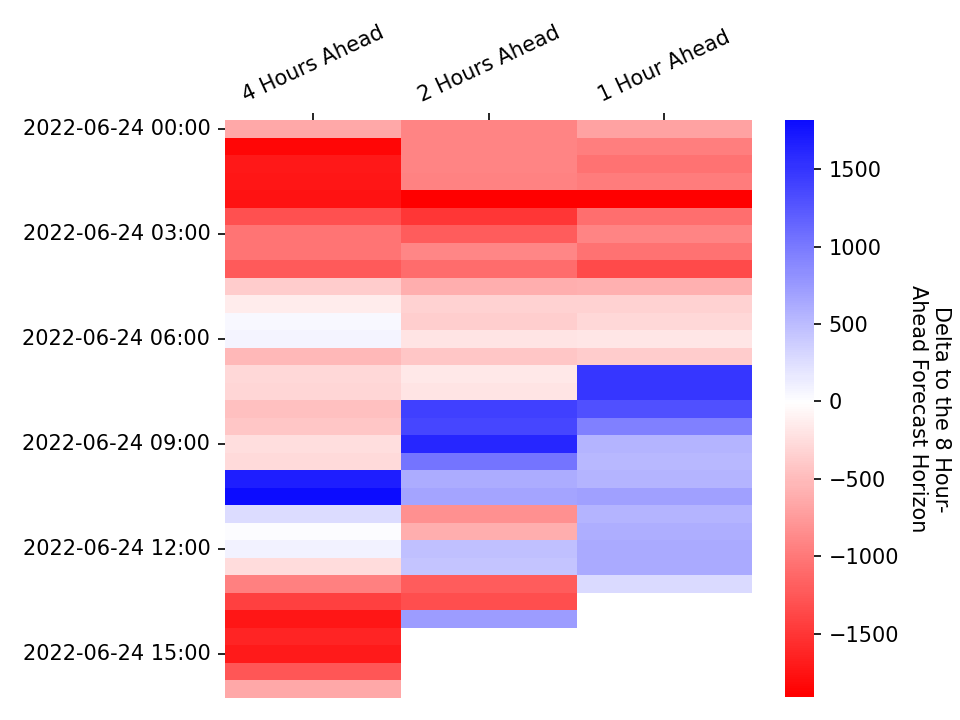 4 Hours Ahead
2 Hours Ahead
1 Hour Ahead
2022-06-24 00:00
2022-06-24 03:00
2022-06-24 06:00
2022-06-24 09:00
2022-06-24 12:00
2022-06-24 15:00
1500
1000
500
0
−500
−1000
−1500
Delta to the 8 Hour-
Ahead Forecast Horizon